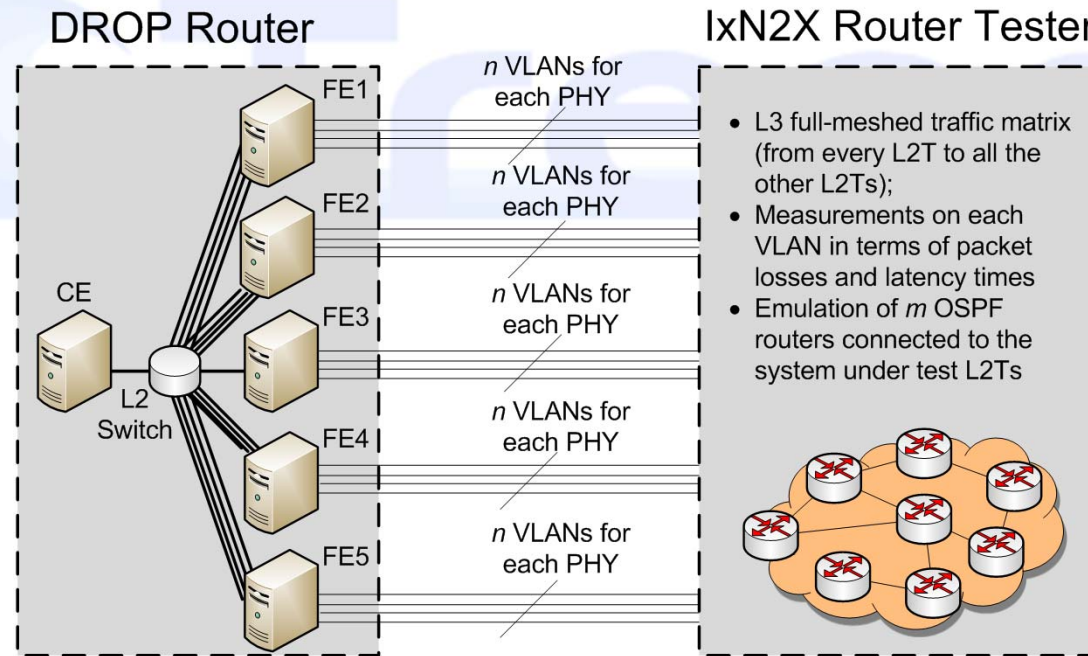 DROP Router
IxN2X Router Tester
FE1
FE2
FE3
FE4
FE5
CE
L2
Switch
n VLANs for
each PHY
n VLANs for
each PHY
n VLANs for
each PHY
n VLANs for
each PHY
n VLANs for
each PHY
• L3 full-meshed traffic matrix
(from every L2T to all the
other L2Ts);
• Measurements on each
VLAN in terms of packet
losses and latency times
• Emulation of m OSPF
routers connected to the
system under test L2Ts